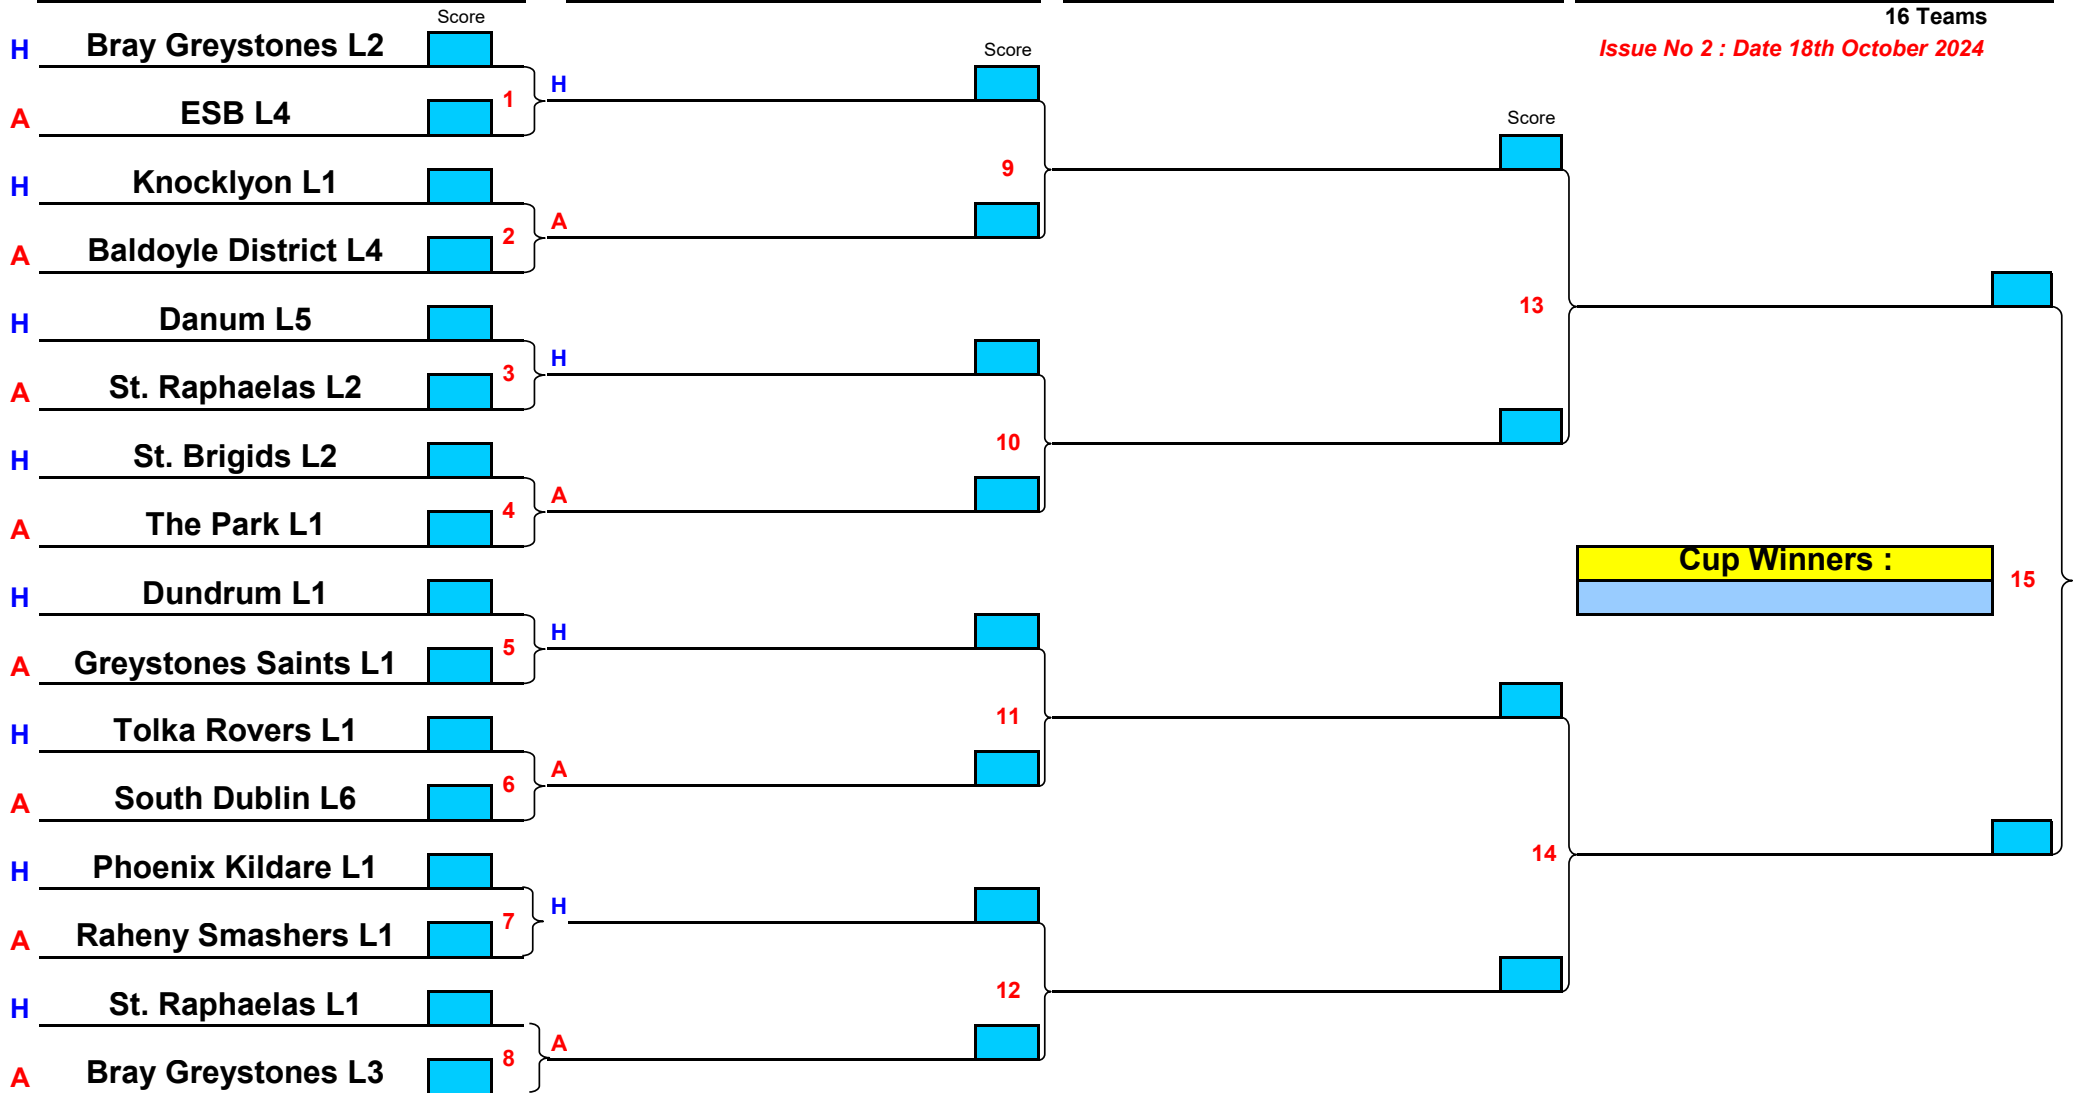 Score
16 Teams
H Bray Greystones L2
Score
Issue No 2 : Date 18th October 2024
H
1
A ESB L4
Score
9
H Knocklyon L1
A
2
A Baldoyle District L4
13
H Danum L5
H
3
A St. Raphaelas L2
10
H St. Brigids L2
A
4
A The Park L1
Cup Winners :
15
H Dundrum L1
H
5
A Greystones Saints L1
11
H Tolka Rovers L1
A
6
A South Dublin L6
14
H Phoenix Kildare L1
H
7
A Raheny Smashers L1
12
H St. Raphaelas L1
A
8
A Bray Greystones L3